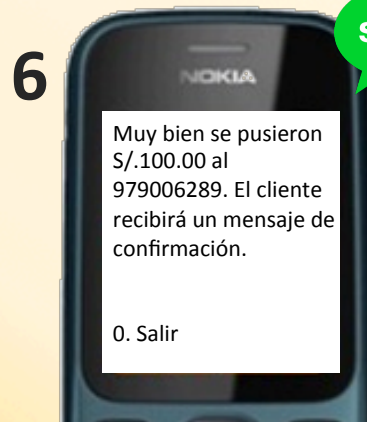 6
NOKIA
Muy bien se pusieron
S/.100.00 al
979006289. El cliente
recibirá un mensaje de
confirmación.
0. Salir